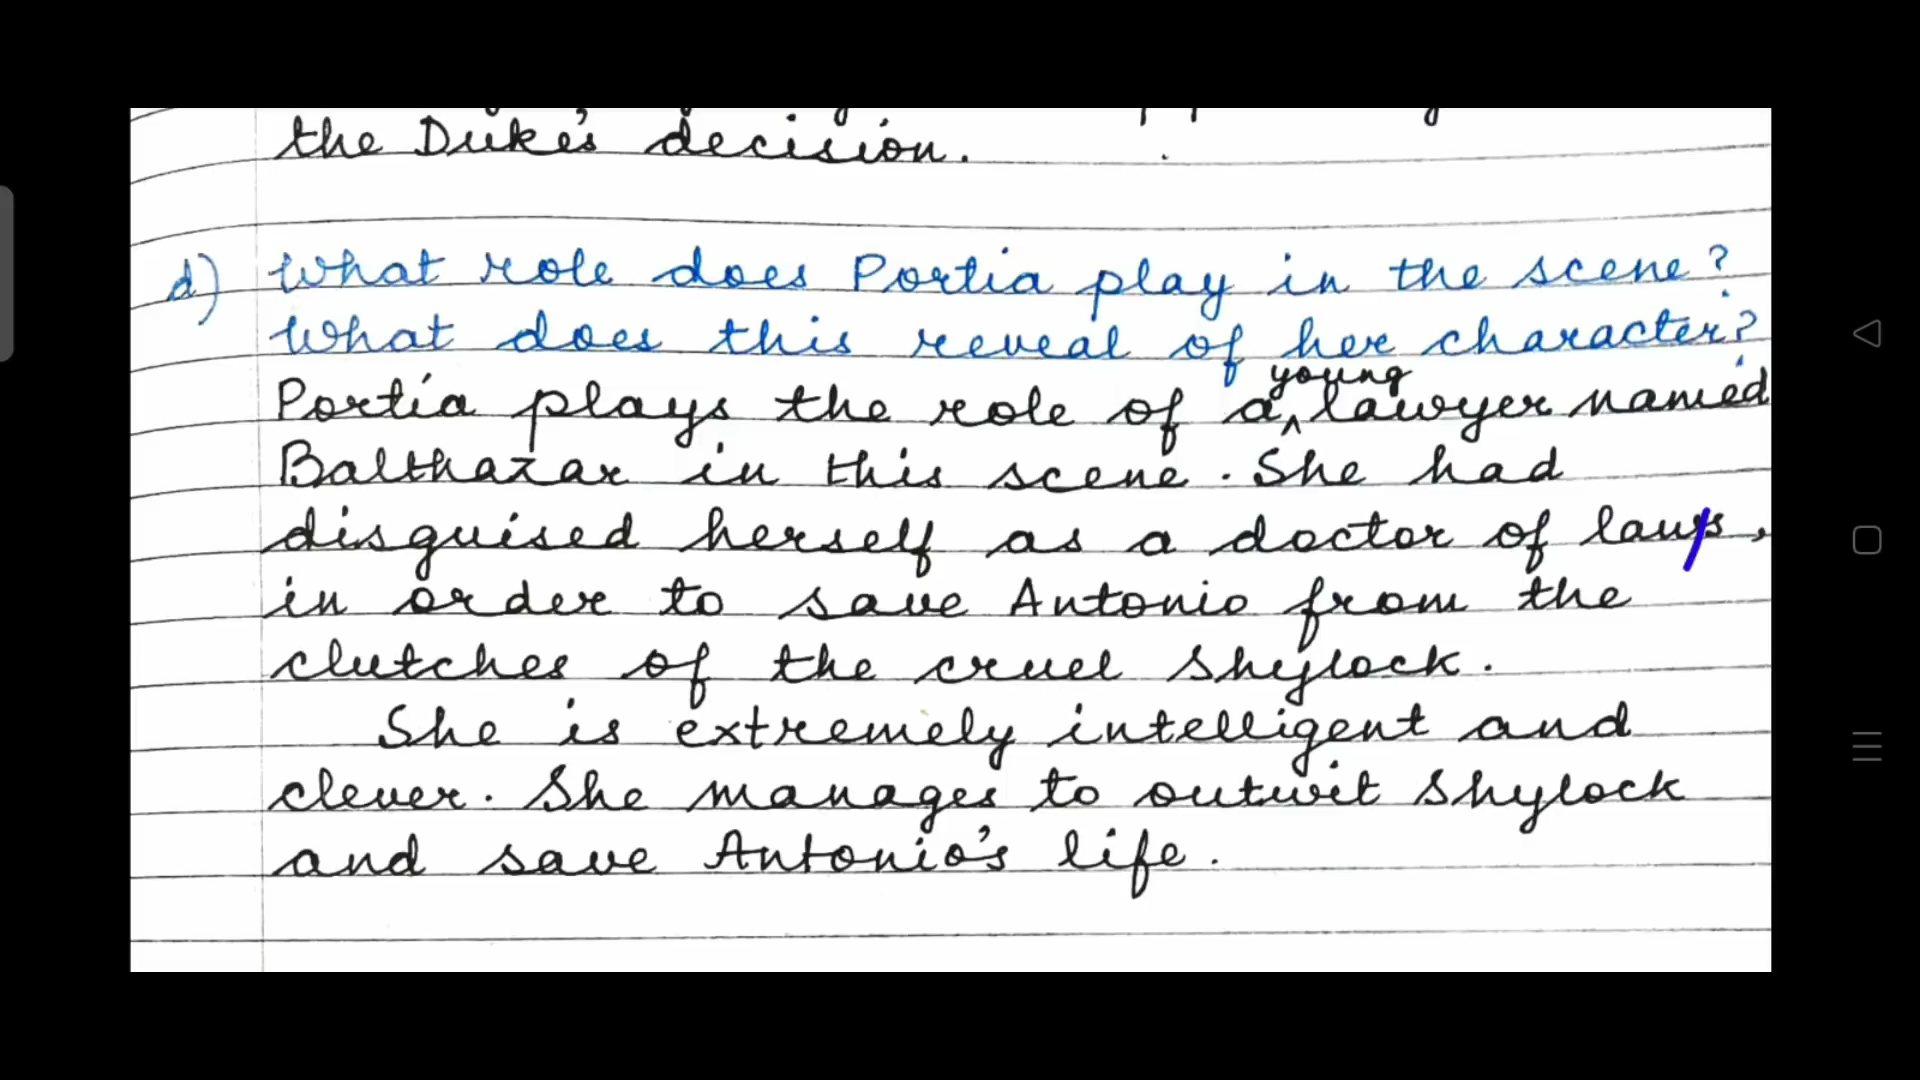 the Duke's decision.
d) What role does Portia play in the scene?
What does this reveal of her character?
Portia plays the role of a young lawyer named
Balthazar in this scene. She had
disguised herself as a doctor of laws,
in order to save Antonio from the
clutches of the cruel Shylock.
She is extremely intelligent and
clever. She manages to outwit Shylock
and save Antonio's life.